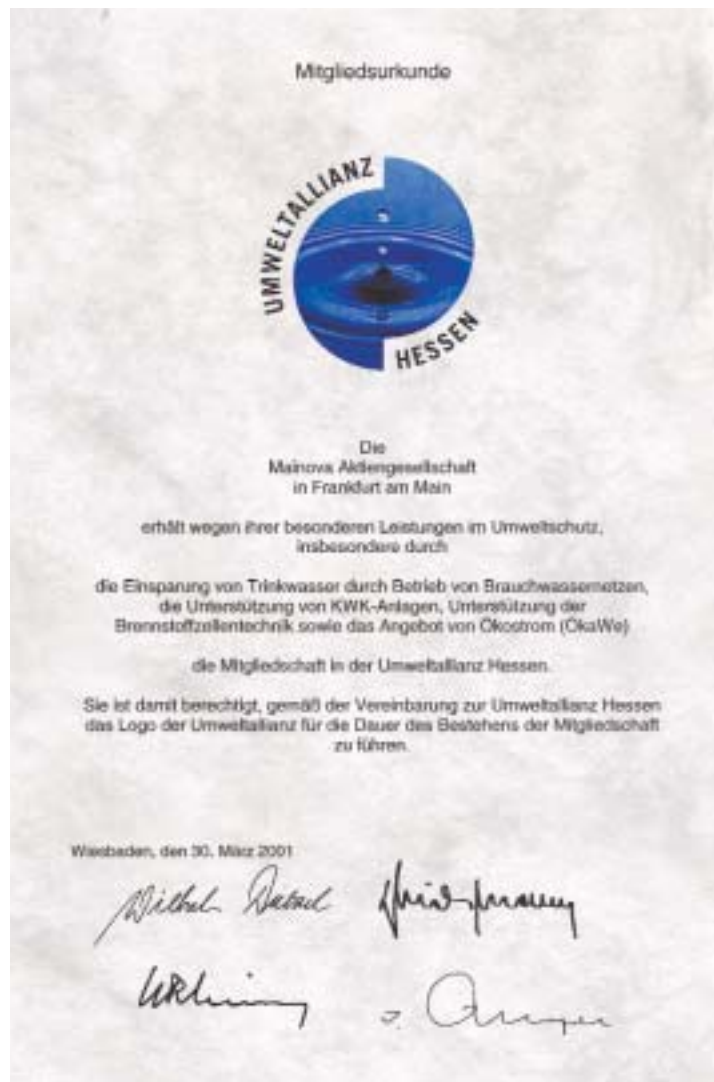 Mitgliedsurkunde
UMWELTALLIANZ
HESSEN
Die
Mainova Aktiengesellschaft
in Frankfurt am Main
erhält wegen ihrer besonderen Leistungen im Umweltschutz,
insbesondere durch
die Einsparung von Trinkwasser durch Betrieb von Brauchwassernetzen,
die Unterstützung von KWK-Anlagen, Unterstützung der
Brennstoffzellentechnik sowie das Angebot von Ökostrom (ÖkaWe)
die Mitgliedschaft in der Umweltallianz Hessen.
Sie ist damit berechtigt, gemäß der Vereinbarung zur Umweltallianz Hessen
das Logo der Umweltallianz für die Dauer des Bestehens der Mitgliedschaft
zu führen.
Wiesbaden, den 30. März 2001
Wilhelm